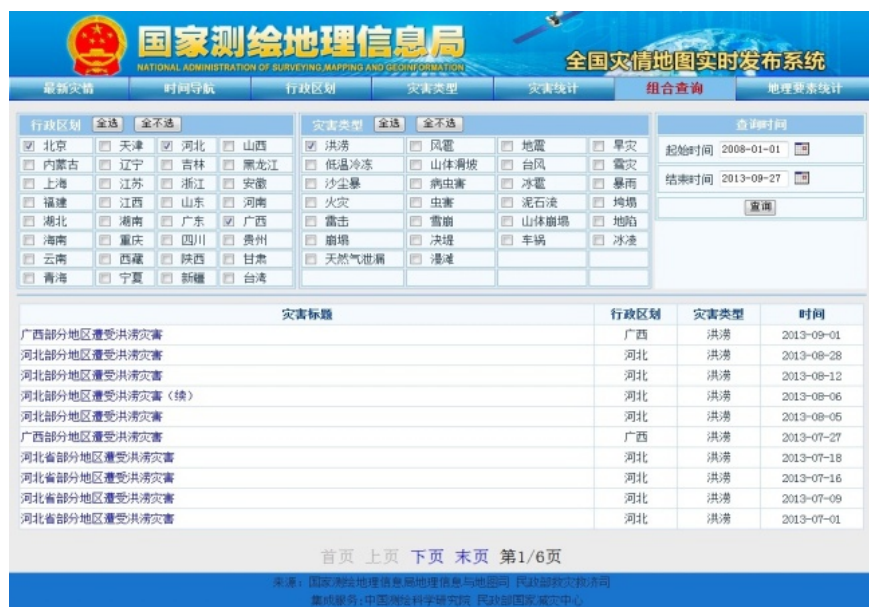 国家测绘地理信息局
NATIONAL ADMINISTRATION OF SURVEYING,MAPPING AND GEOINFORMATION
全国灾情地图实时发布系统
最新灾情 时间导航 行政区划 灾害类型 灾害统计 组合查询 地理要素统计
行政区划 全选 全不选 灾害类型 全选 全不选 查询时间
北京 天津 河北 山西 洪涝 风雹 地震 旱灾 起始时间 2008-01-01
内蒙古 辽宁 吉林 黑龙江 低温冷冻 山体滑坡 台风 雪灾
上海 江苏 浙江 安徽 沙尘暴 病虫害 冰雹 暴雨 结束时间 2013-09-27
福建 江西 山东 河南 火灾 虫害 泥石流 垮塌 查询
湖北 湖南 广东 广西 雷击 雪崩 山体崩塌 地陷
海南 重庆 四川 贵州 崩塌 决堤 车祸 冰凌
云南 西藏 陕西 甘肃 天然气泄漏 漫滩
青海 宁夏 新疆 台湾
灾害标题 行政区划 灾害类型 时间
广西部分地区遭受洪涝灾害 广西 洪涝 2013-09-01
河北部分地区遭受洪涝灾害 河北 洪涝 2013-08-28
河北部分地区遭受洪涝灾害 河北 洪涝 2013-08-12
河北部分地区遭受洪涝灾害（续） 河北 洪涝 2013-08-06
河北部分地区遭受洪涝灾害 河北 洪涝 2013-08-05
广西部分地区遭受洪涝灾害 广西 洪涝 2013-07-27
河北省部分地区遭受洪涝灾害 河北 洪涝 2013-07-18
河北省部分地区遭受洪涝灾害 河北 洪涝 2013-07-16
河北省部分地区遭受洪涝灾害 河北 洪涝 2013-07-09
河北省部分地区遭受洪涝灾害 河北 洪涝 2013-07-01
首页 上页 下页 末页 第1/6页
来源：国家测绘地理信息局地理信息与地图司 民政部救灾救济司
集成服务:中国测绘科学研究院 民政部国家减灾中心